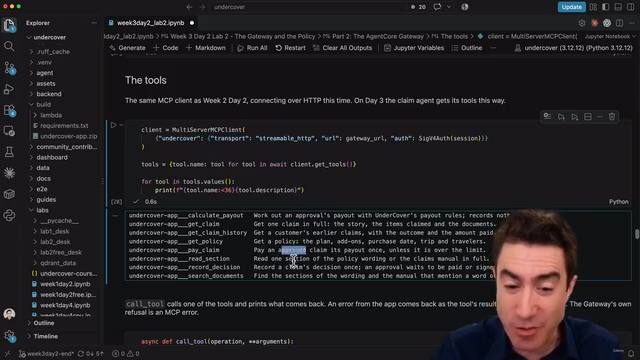 undercover
20
Update
Explorer
week3day2_lab2.ipynb
undercover
.ruff_cache
.venv
agent
assets
backend
build
lambda
requirements.txt
undercover-app.zip
community_contrib...
dashboard
data
docs
e2e
guides
labs
__pycache__
lab1_desk
lab2free_desk
qdrant_data
undercover-cours...
week1day2.ipynb
week1day2free.ip...
Outline
Timeline
week3day2-end*
0
5
0
d2_lab2.ipynb > Week 3 Day 2 Lab 2 - The Gateway and the Policy > Part 2: The AgentCore Gateway > The tools > client = MultiServerMCPClient(
Generate + Code + Markdown Run All Restart Clear All Outputs Jupyter Variables Outline ...
undercover (3.12.12) (Python 3.12.12)
The tools
The same MCP client as Week 2 Day 2, connecting over HTTP this time. On Day 3 the claim agent gets its tools this way.
client = MultiServerMCPClient(
{"undercover": {"transport": "streamable_http", "url": gateway_url, "auth": SigV4Auth(session)}}
)
tools = {tool.name: tool for tool in await client.get_tools()}
for tool in tools.values():
print(f"{tool.name:<36}{tool.description}")
[28]
0.6s
Python
undercover-app___calculate_payout Work out an approval's payout with UnderCover's payout rules; records noth
undercover-app___get_claim Get one claim in full: the story, the items claimed and the documents.
undercover-app___get_claim_history Get a customer's earlier claims, with the outcome and the amount paid.
undercover-app___get_policy Get a policy: the plan, add-ons, purchase date, trip and travelers.
undercover-app___pay_claim Pay an approved claim its payout once, unless it is over the limit.
undercover-app___read_section Read one section of the policy wording or the claims manual in full.
undercover-app___record_decision Record a claim's decision once; an approval waits to be paid or signe
undercover-app___search_documents Find the sections of the wording and the manual that mention a word o
call_tool calls one of the tools and prints what comes back. An error from the app comes back as the tool's result
The Gateway's own
refusal is an MCP error.
async def call_tool(operation, **arguments):